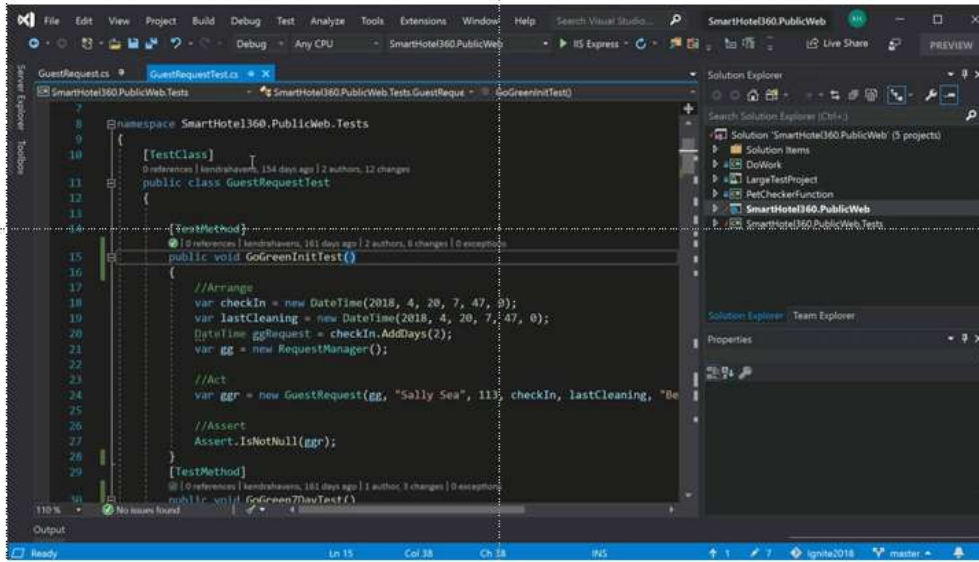 File Edit View Project Build Debug Test Analyze Tools Extensions Window Help Search Visual Studio... SmartHotel360.PublicWeb
Debug Any CPU SmartHotel360.PublicWeb IIS Express Live Share PREVIEW
Server Explorer
Toolbox
GuestRequest.cs GuestRequestTest.cs
SmartHotel360.PublicWeb.Tests SmartHotel360.PublicWeb.Tests.GuestReque GoGreenInitTest()
7
8 namespace SmartHotel360.PublicWeb.Tests
9 {
10 [TestClass]
0 references | kendrahavens, 154 days ago | 2 authors, 12 changes
11 public class GuestRequestTest
12 {
13
14 [TestMethod]
0 references | kendrahavens, 161 days ago | 2 authors, 6 changes | 0 exceptions
15 public void GoGreenInitTest()
16 {
17 //Arrange
18 var checkIn = new DateTime(2018, 4, 20, 7, 47, 0);
19 var lastCleaning = new DateTime(2018, 4, 20, 7, 47, 0);
20 DateTime ggRequest = checkIn.AddDays(2);
21 var gg = new RequestManager();
22
23 //Act
24 var ggr = new GuestRequest(gg, "Sally Sea", 113, checkIn, lastCleaning, "Be
25
26 //Assert
27 Assert.IsNotNull(ggr);
28 }
29 [TestMethod]
0 references | kendrahavens, 161 days ago | 1 author, 3 changes | 0 exceptions
30 public void GoGreen7DayTest()
110 % No issues found
Output
Solution Explorer
Search Solution Explorer (Ctrl+;)
Solution 'SmartHotel360.PublicWeb' (5 projects)
Solution Items
DoWork
LargeTestProject
PetCheckerFunction
SmartHotel360.PublicWeb
SmartHotel360.PublicWeb.Tests
Solution Explorer Team Explorer
Properties
Ready Ln 15 Col 38 Ch 38 INS 1 7 Ignite2018 master